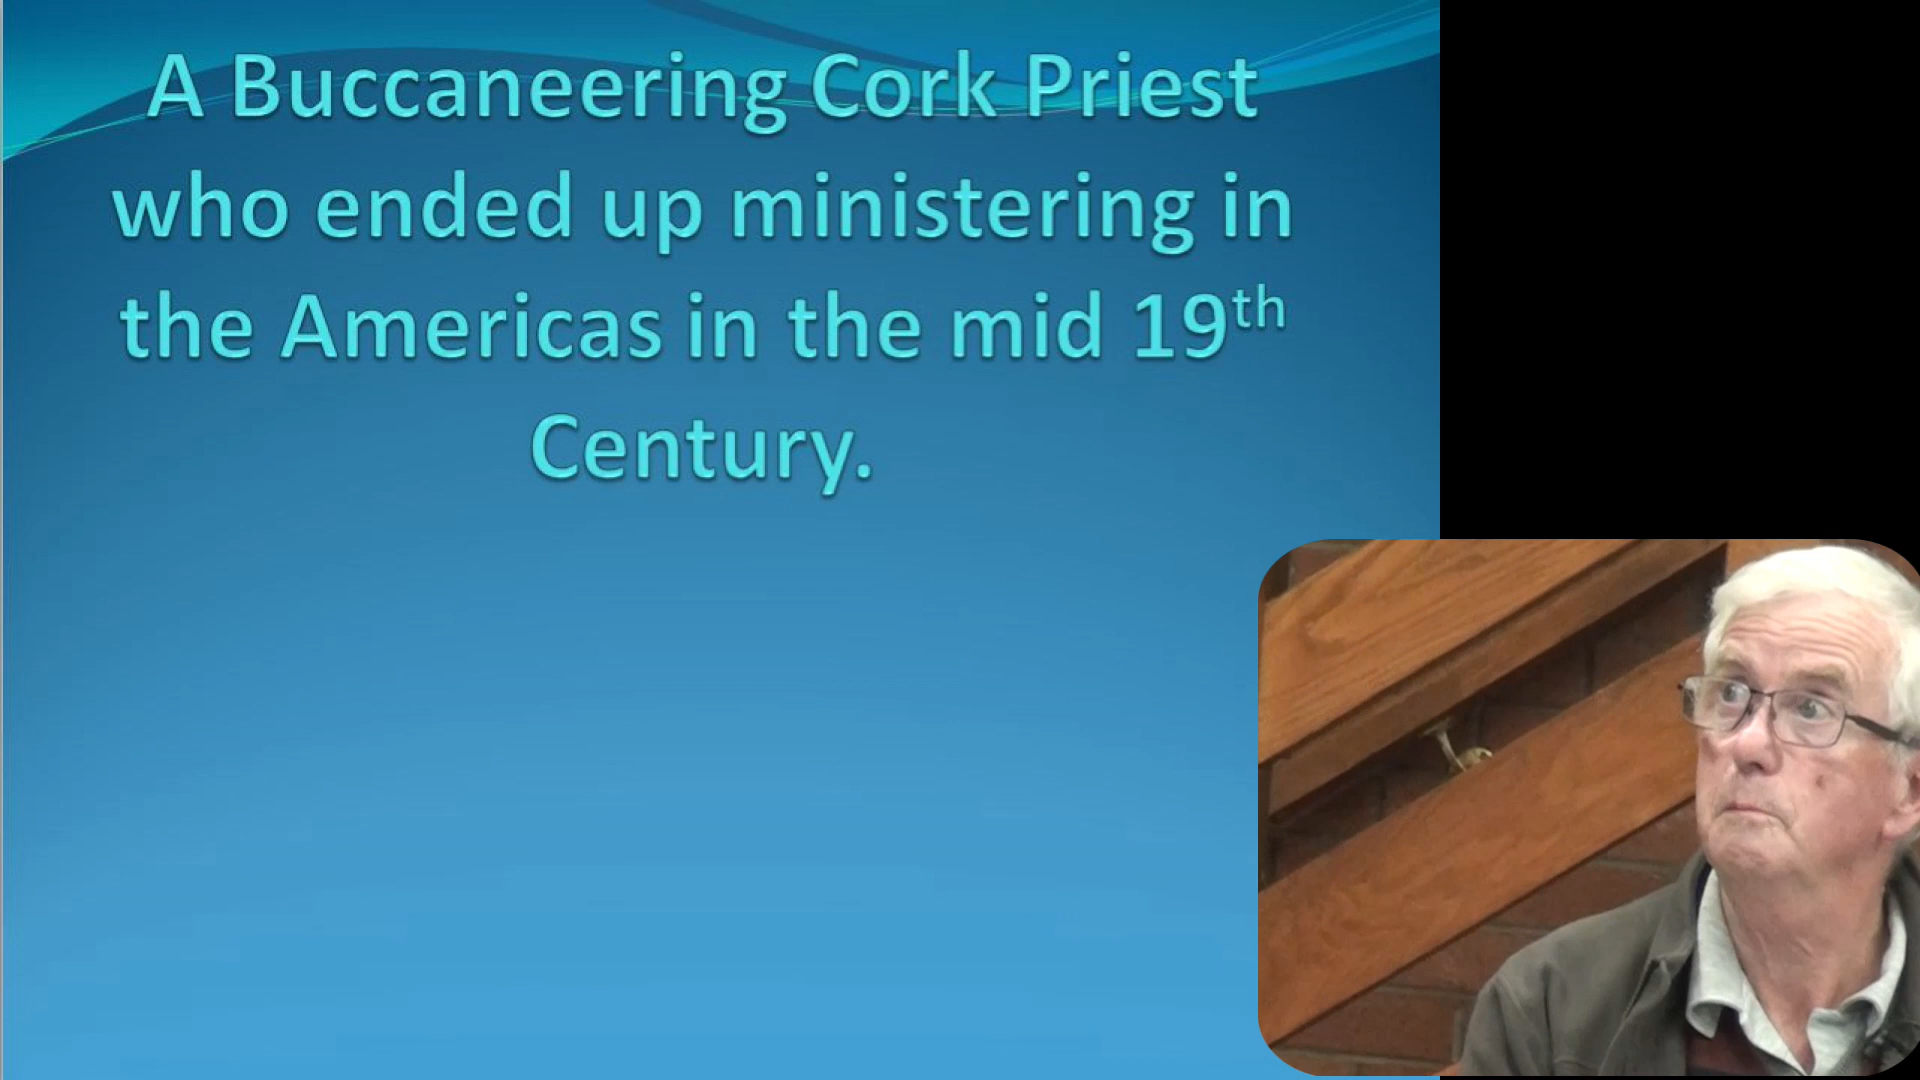 A Buccaneering Cork Priest
who ended up ministering in
the Americas in the mid 19th
Century.